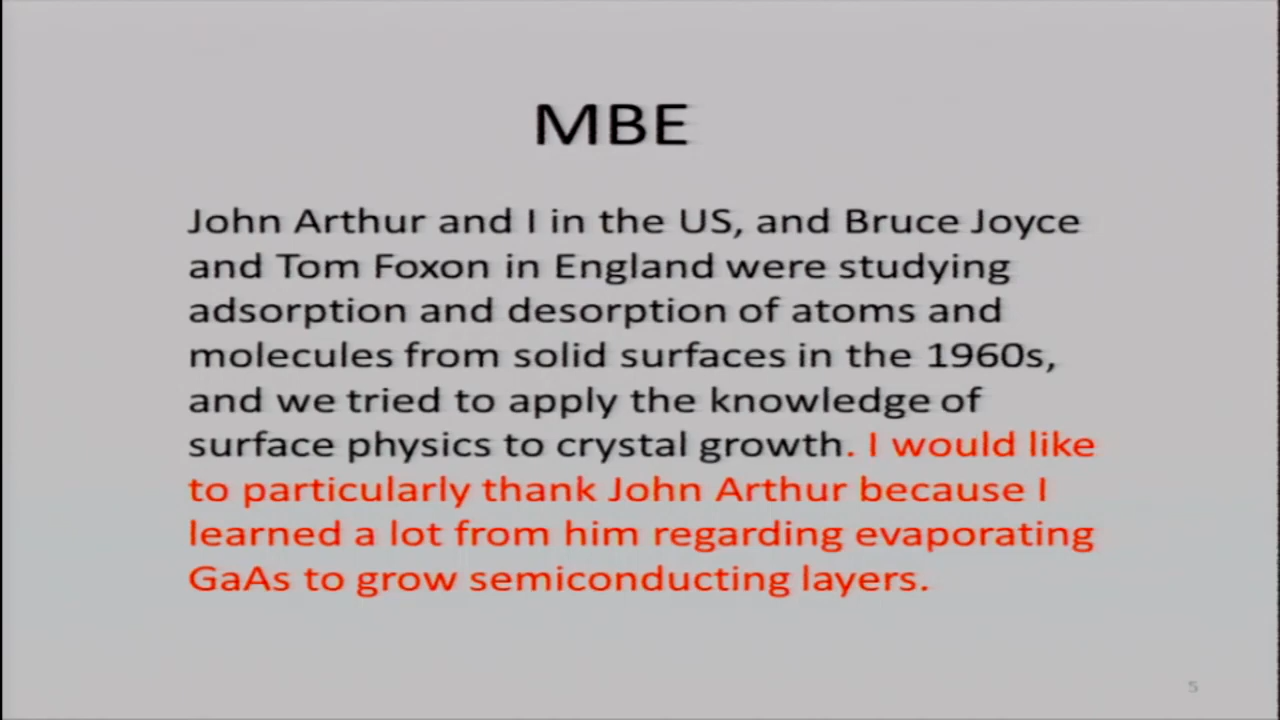 MBE
John Arthur and I in the US, and Bruce Joyce
and Tom Foxon in England were studying
adsorption and desorption of atoms and
molecules from solid surfaces in the 1960s,
and we tried to apply the knowledge of
surface physics to crystal growth. I would like
to particularly thank John Arthur because I
learned a lot from him regarding evaporating
GaAs to grow semiconducting layers.
5